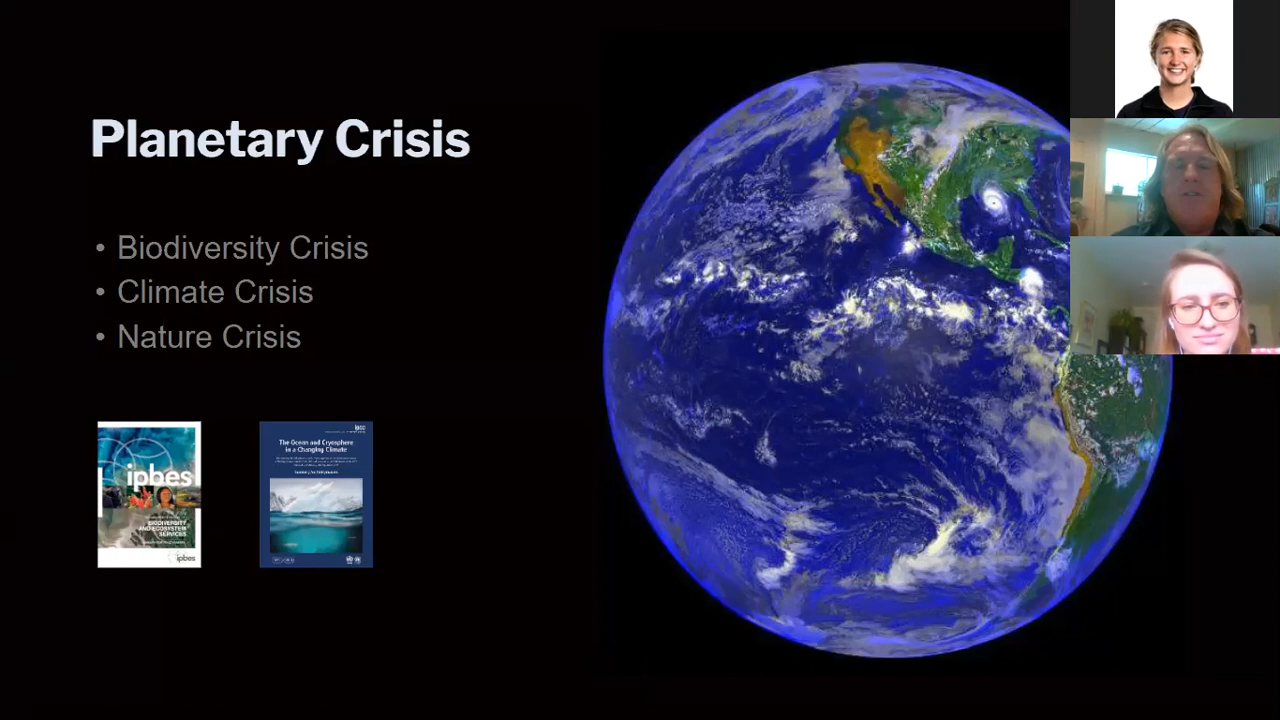 Planetary Crisis
• Biodiversity Crisis
• Climate Crisis
• Nature Crisis
ipbes
BIODIVERSITY
AND ECOSYSTEM
SERVICES
ipbes
ipcc
The Ocean and Cryosphere
in a Changing Climate